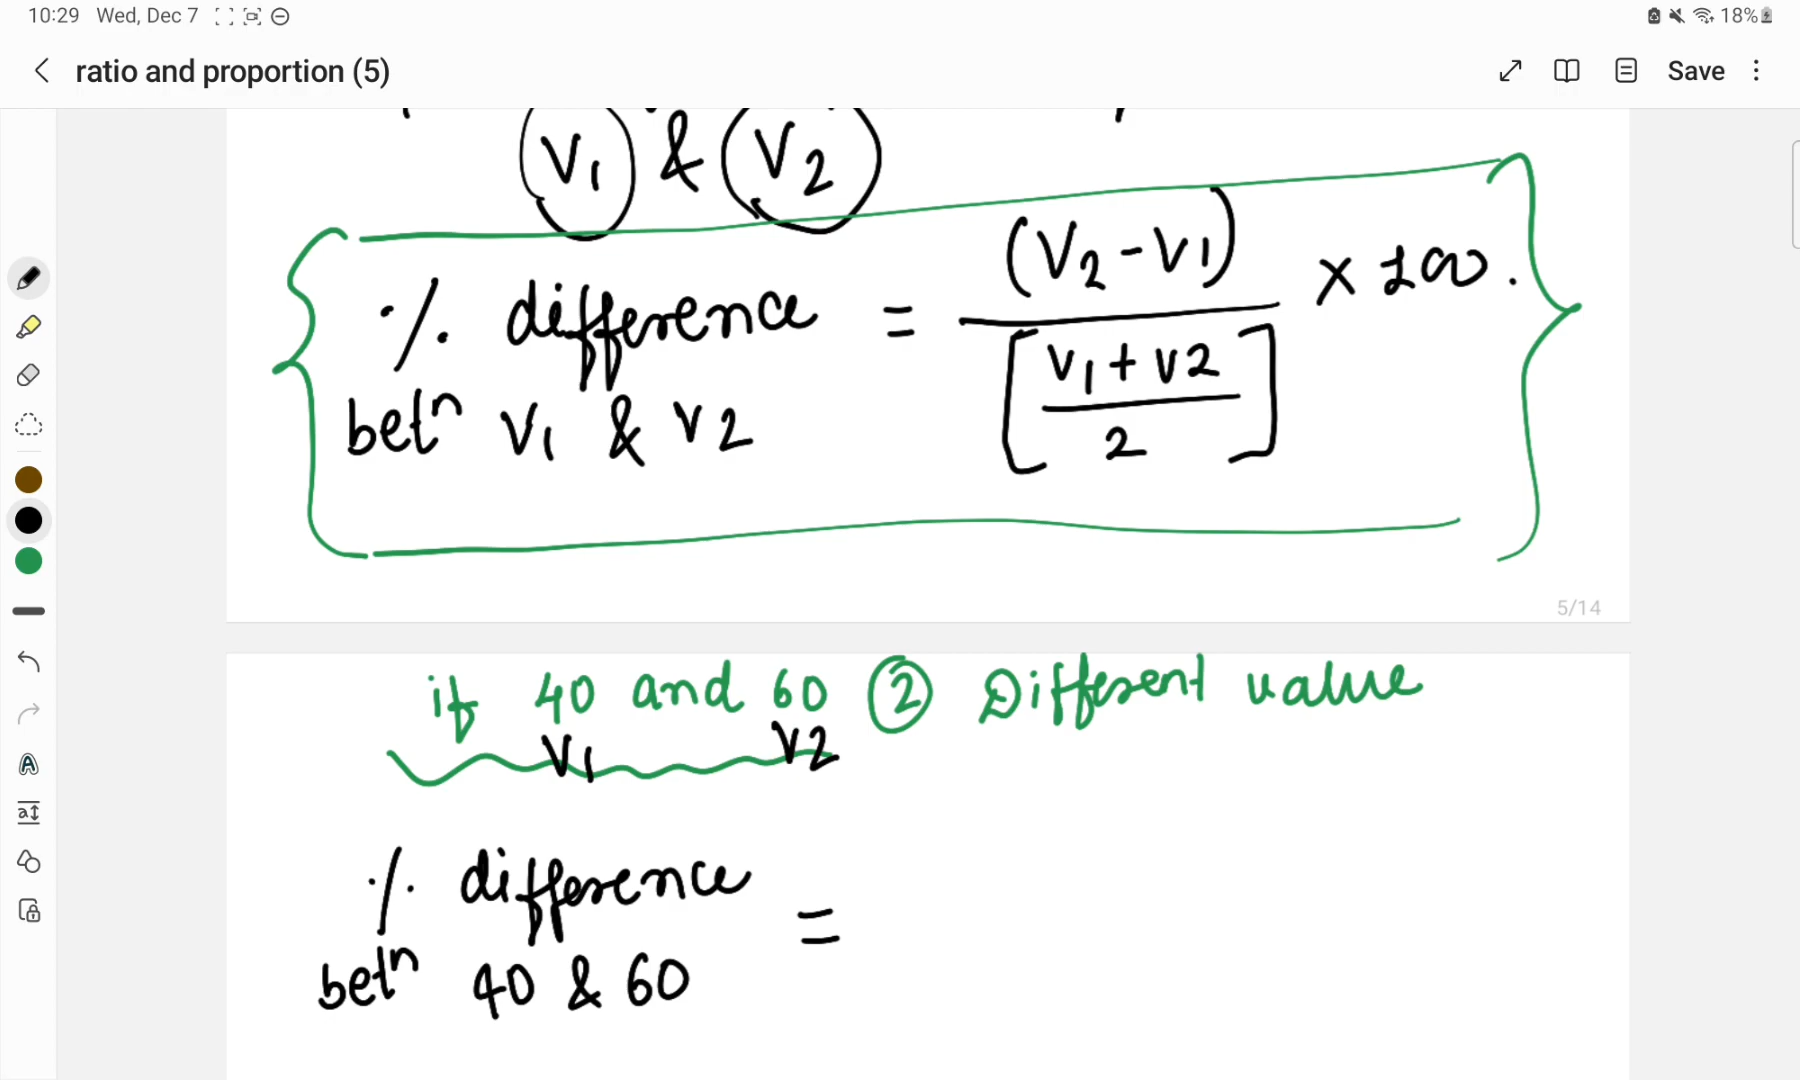 10:29 Wed, Dec 7
18%
ratio and proportion (5)
Save
V1 & V2
% difference = (V2-V1) / [V1+V2 / 2] × 100.
betn V1 & V2
5/14
if 40 and 60 2 Different value
V1 V2
% difference =
betn 40 & 60